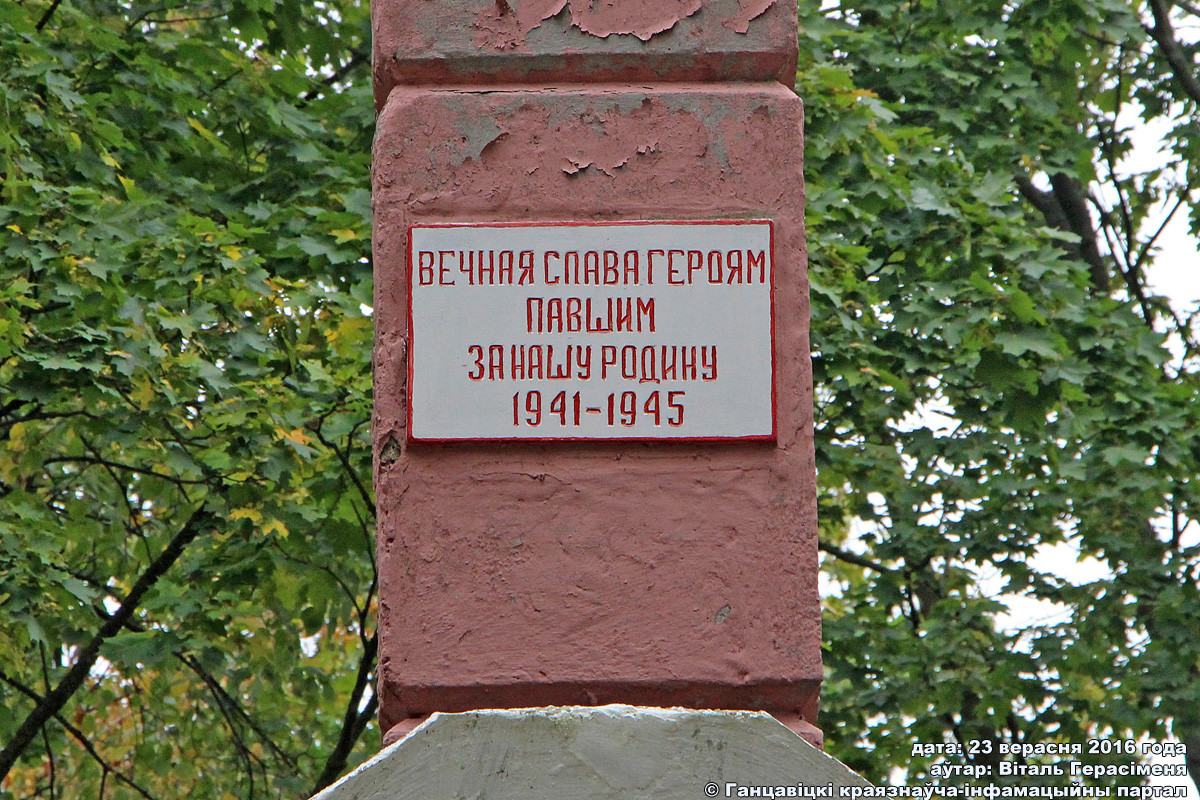 ВЕЧНАЯ СЛАВА ГЕРОЯМ
ПАВШИМ
ЗА НАШУ РОДИНУ
1941-1945
дата: 23 верасня 2016 года
аўтар: Віталь Герасіменя
© Ганцавіцкі краязнаўча-інфамацыйны партал